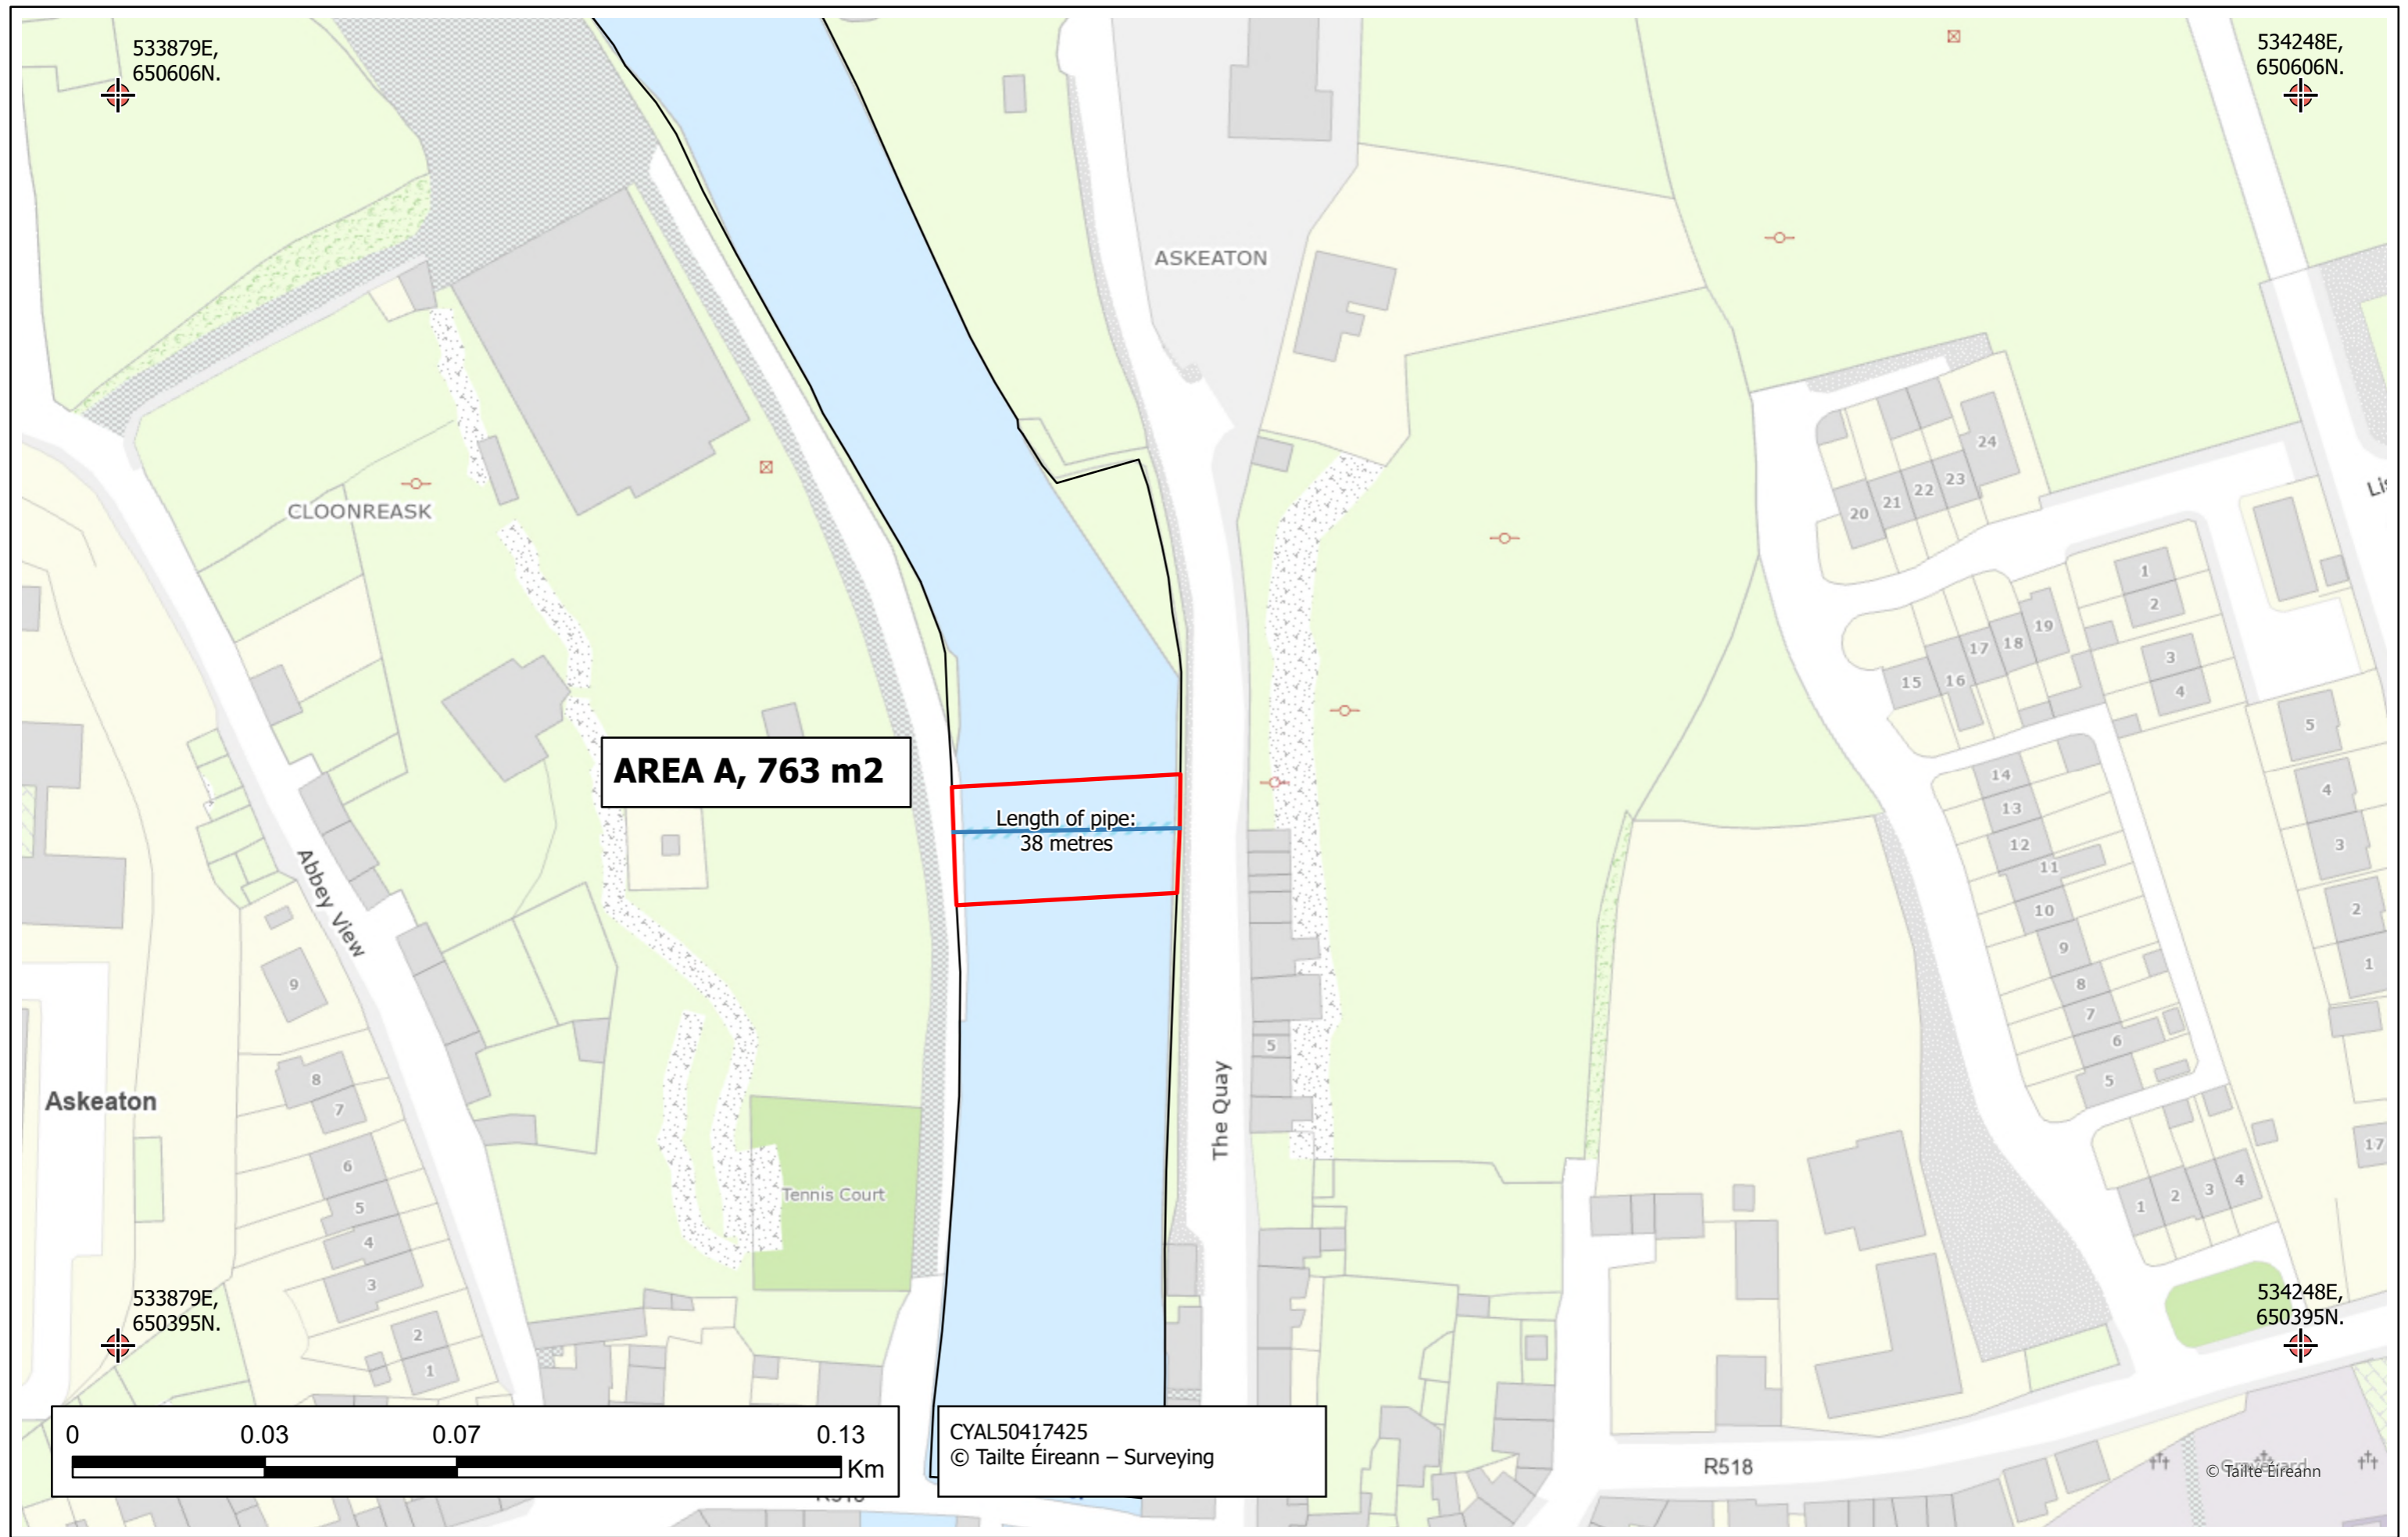 533879E,
650606N.
534248E,
650606N.
ASKEATON
CLOONREASK
24
23
22
21
20
19
18
17
16
15
1
2
3
4
5
4
3
2
1
14
13
12
11
10
9
8
7
6
5
AREA A, 763 m2
Length of pipe:
38 metres
Abbey View
9
8
7
6
5
4
3
2
1
Askeaton
The Quay
5
Tennis Court
17
1
2
3
4
533879E,
650395N.
534248E,
650395N.
0 0.03 0.07 0.13
Km
CYAL50417425
© Tailte Éireann – Surveying
R518
© Tailte Éireann